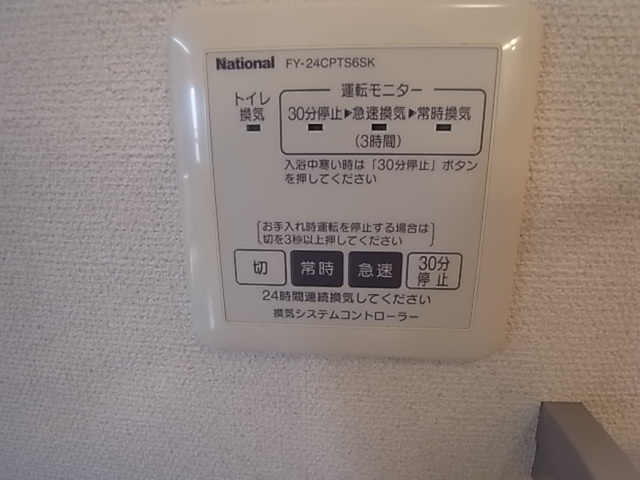 National FY-24CPTS6SK
運転モニター
トイレ
換気
30分停止▶急速換気▶常時換気
(3時間)
入浴中寒い時は「30分停止」ボタン
を押してください
お手入れ時運転を停止する場合は
切を3秒以上押してください
切 常時 急速 30分
停止
24時間連続換気してください
換気システムコントローラー